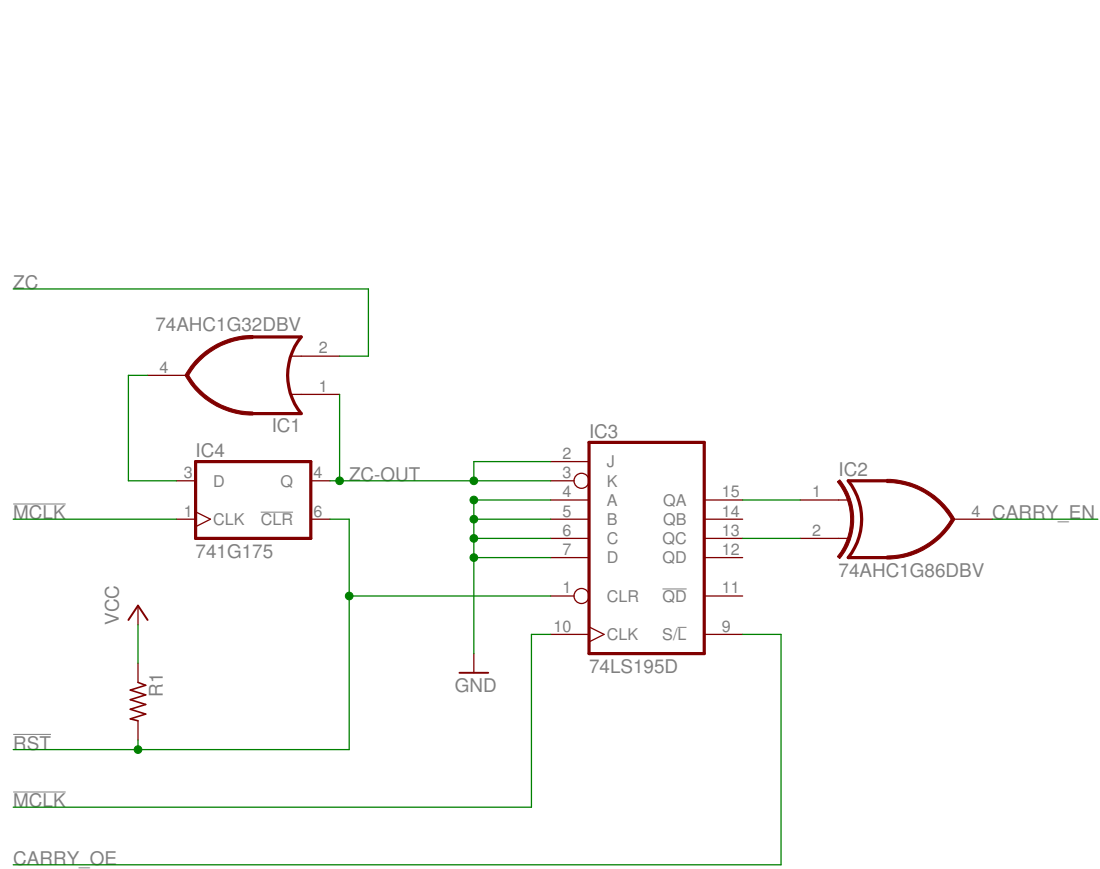 ZC
74AHC1G32DBV
2
4
1
IC1
IC3
IC4
2 J
3 D Q 4 ZC-OUT 3 K
IC2
4 A QA 15 1
MCLK 1 CLK CLR 6 5 B QB 14 4 CARRY_EN
6 C QC 13 2
741G175 7 D QD 12
74AHC1G86DBV
VCC
1 CLR QD 11
10 CLK S/L 9
74LS195D
R1
GND
RST
MCLK
CARRY_OE